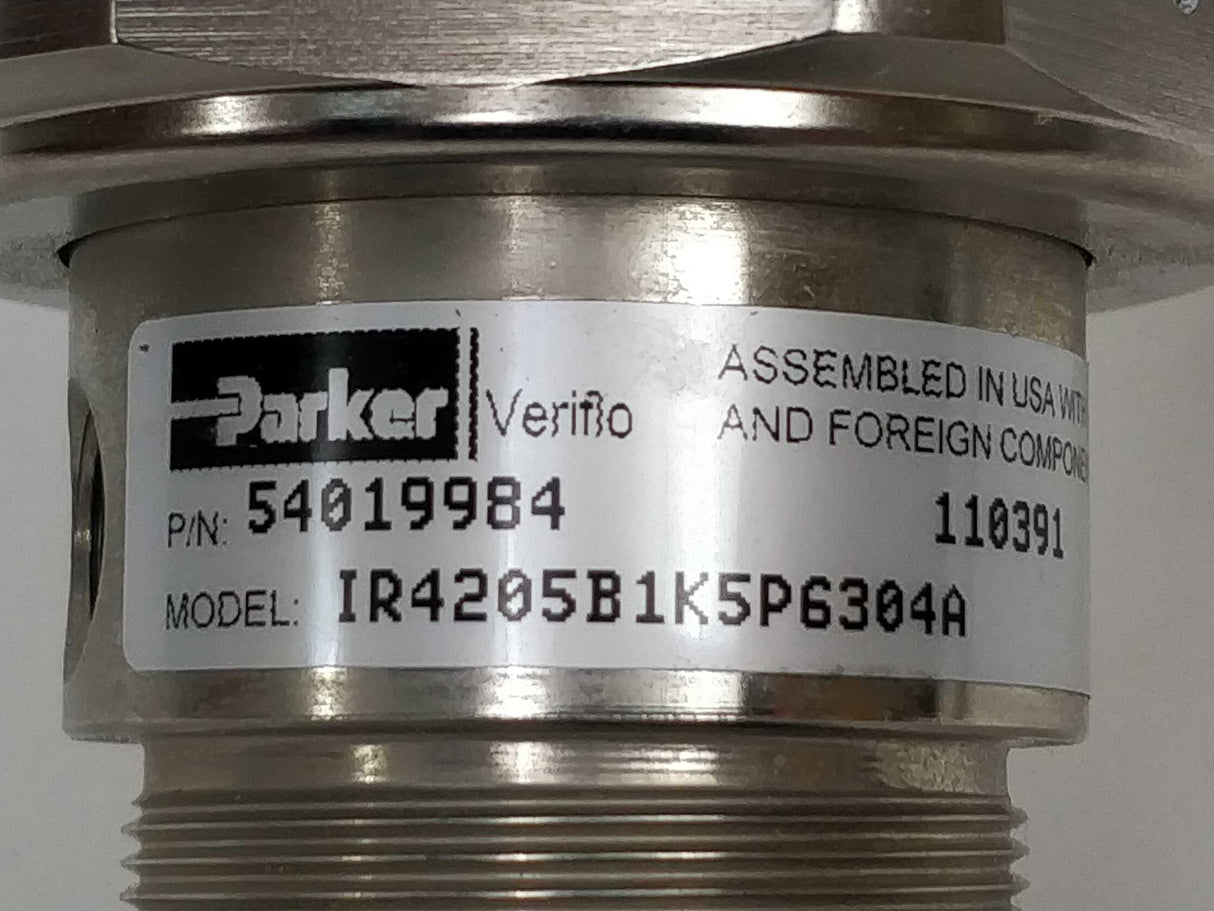 Parker Veriflo
ASSEMBLED IN USA WITH
AND FOREIGN
P/N: 54019984
110391
MODEL: IR4205B1K5P6304A